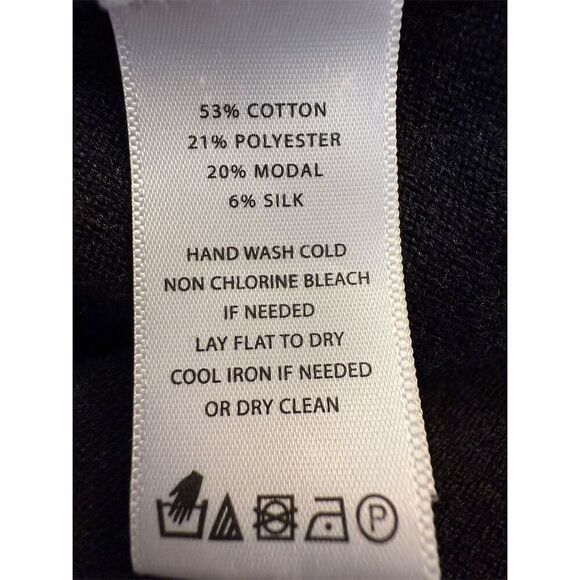 53% COTTON
21% POLYESTER
20% MODAL
6% SILK
HAND WASH COLD
NON CHLORINE BLEACH
IF NEEDED
LAY FLAT TO DRY
COOL IRON IF NEEDED
OR DRY CLEAN
P